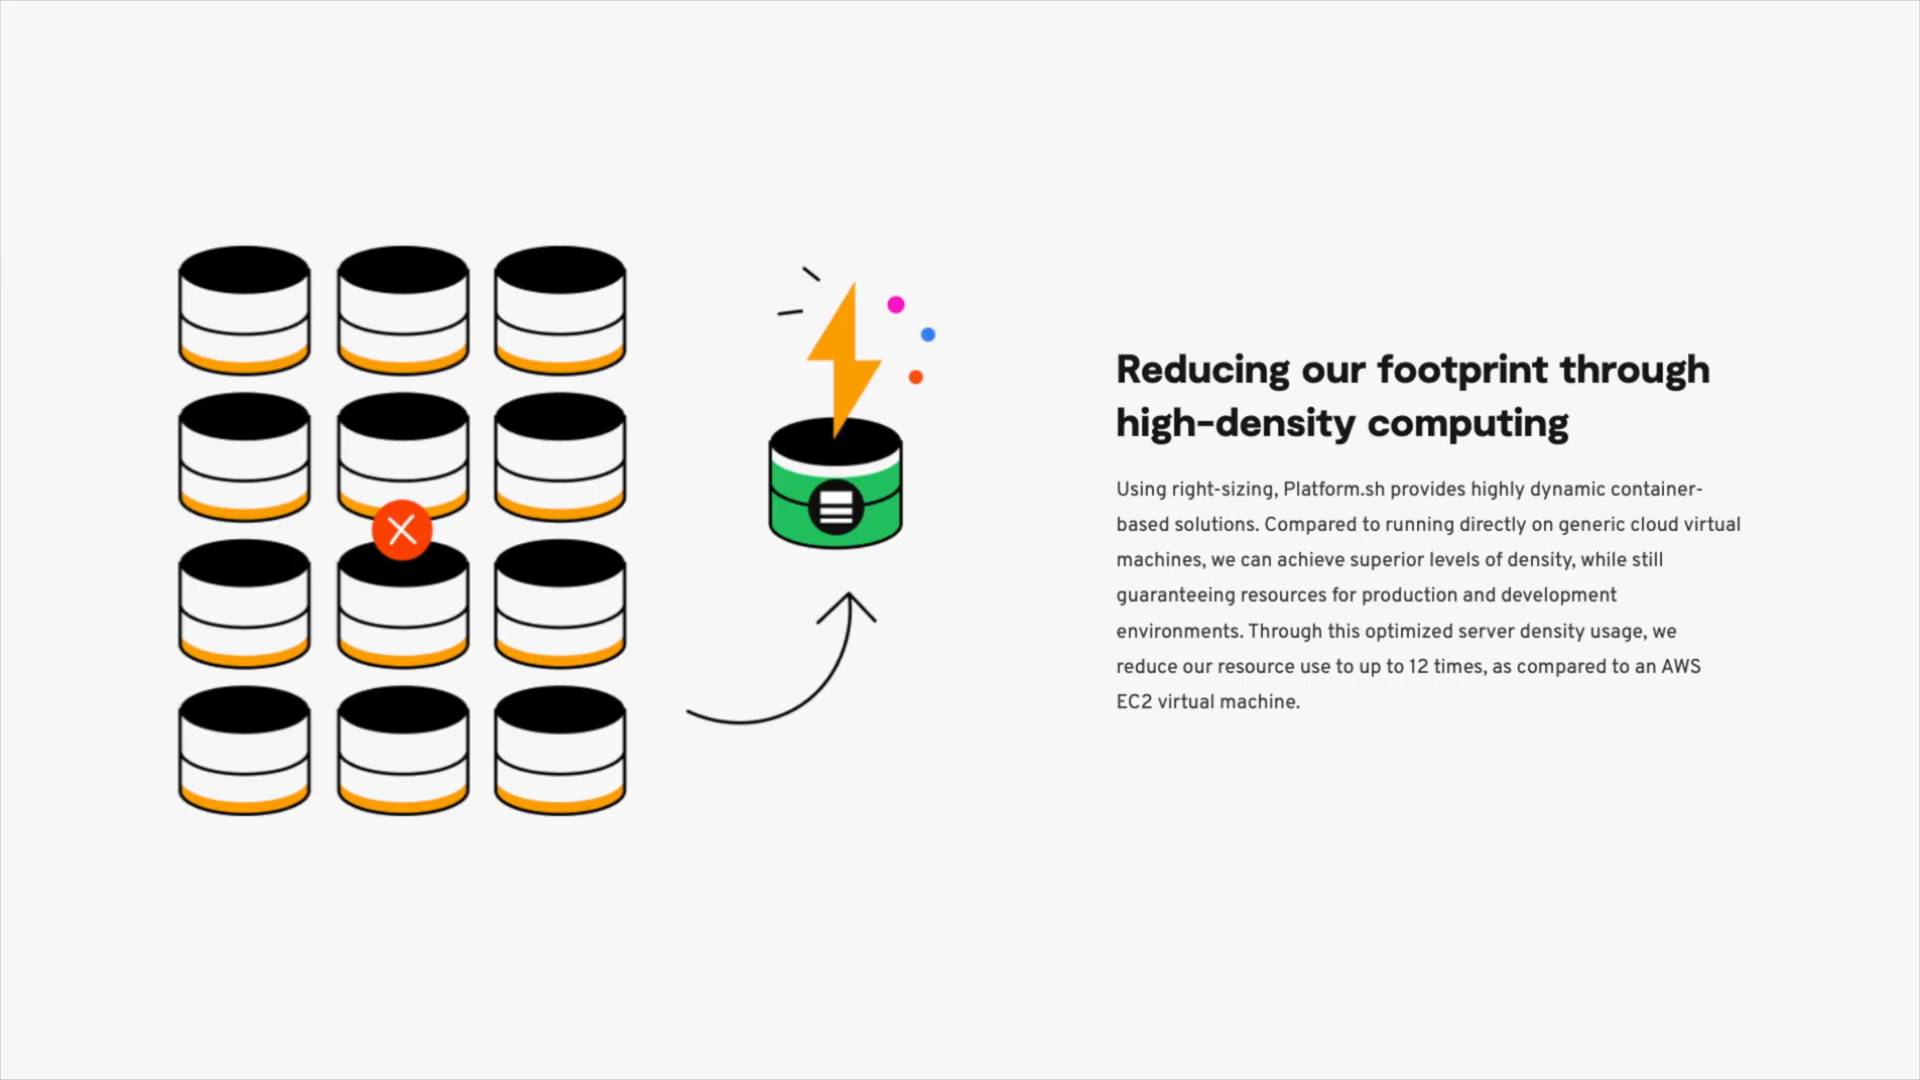 Reducing our footprint through
high-density computing
Using right-sizing, Platform.sh provides highly dynamic container-
based solutions. Compared to running directly on generic cloud virtual
machines, we can achieve superior levels of density, while still
guaranteeing resources for production and development
environments. Through this optimized server density usage, we
reduce our resource use to up to 12 times, as compared to an AWS
EC2 virtual machine.